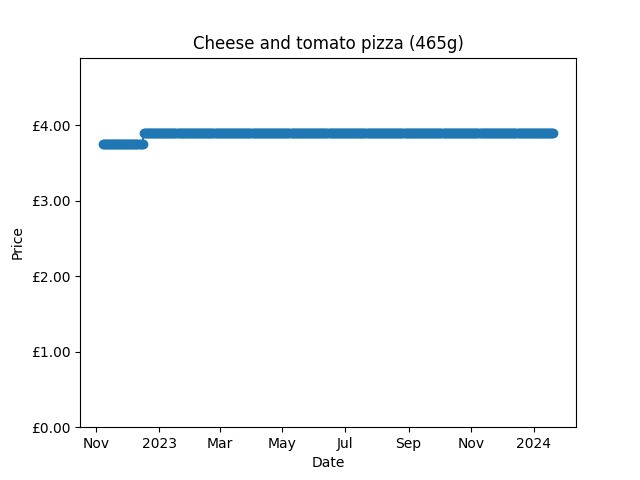 Cheese and tomato pizza (465g)
£4.00
£3.00
£2.00
£1.00
£0.00
Price
Nov 2023 Mar May Jul Sep Nov 2024
Date